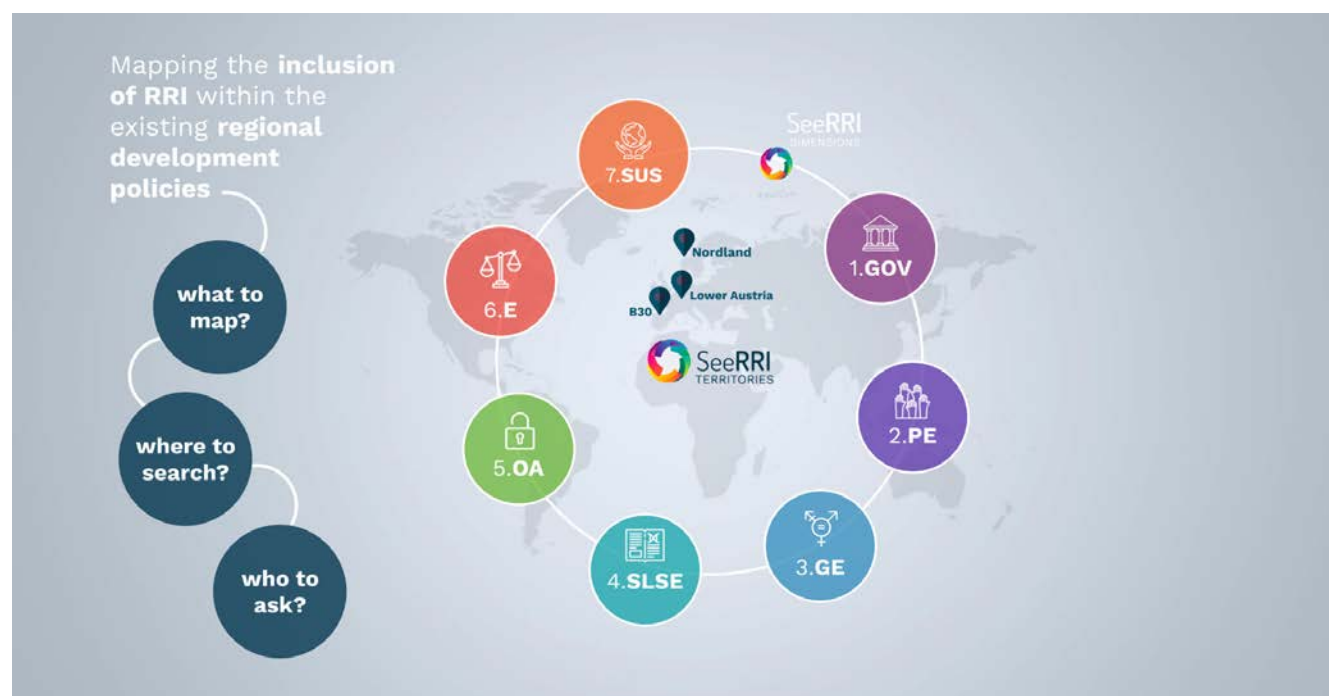 Mapping the inclusion
of RRI within the
existing regional
development
policies
what to
map?
where to
search?
who to
ask?
SeeRRI
DIMENSIONS
7.SUS
1.GOV
6.E
2.PE
5.OA
3.GE
4.SLSE
Nordland
Lower Austria
B30
SeeRRI
TERRITORIES